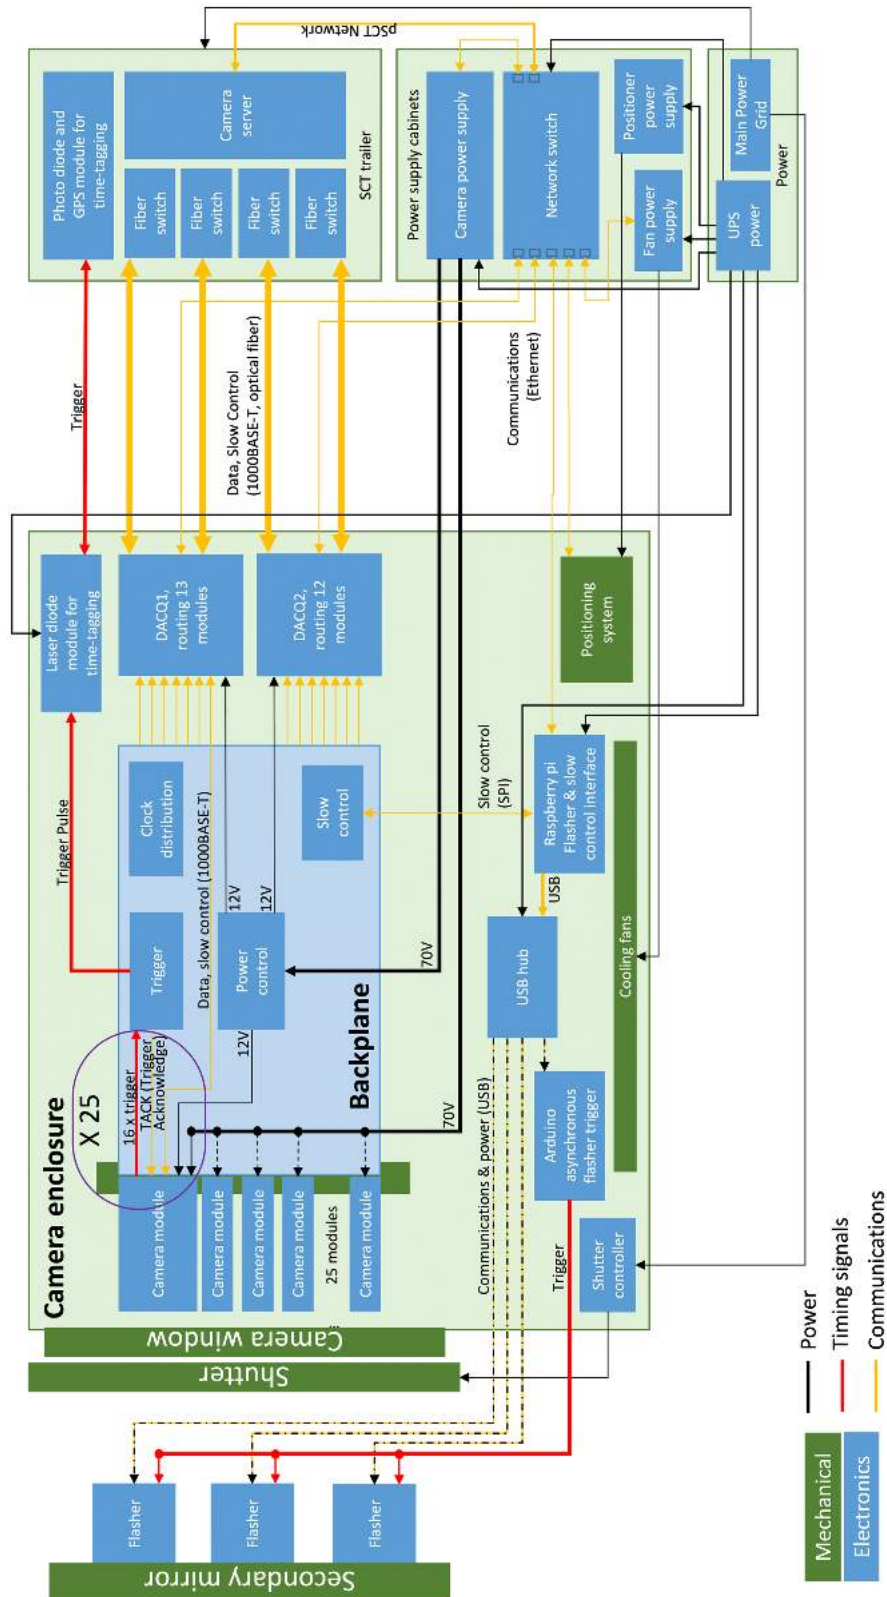 Camera enclosure
X 25
16 x trigger
TACK (Trigger
Acknowledge)
Trigger
Clock
distribution
Trigger Pulse
Laser diode
module for
time-tagging
Trigger
Photo diode and
GPS module for
time-tagging
Camera module
Camera module
Camera module
Camera module
25 modules
Camera module
Data, slow control (1000BASE-T)
12V
Power
control
12V
12V
Slow
control
Backplane
DACQ1,
routing 13
modules
DACQ2,
routing 12
modules
Data, Slow Control
(1000BASE-T, optical fiber)
Fiber
switch
Fiber
switch
Fiber
switch
Fiber
switch
Camera
server
SCT trailer
pSCT Network
70V
70V
Camera window
Shutter
Secondary mirror
Flasher
Flasher
Flasher
Communications & power (USB)
Trigger
USB hub
USB
Slow control
(SPI)
Raspberry pi
Flasher & slow
control interface
Arduino
asynchronous
flasher trigger
Shutter
controller
Cooling fans
Positioning
system
Communications
(Ethernet)
Power supply cabinets
Camera power supply
Network switch
Fan power
supply
Positioner
power
supply
UPS
power
Main Power
Grid
Power
Mechanical
Electronics
Power
Timing signals
Communications